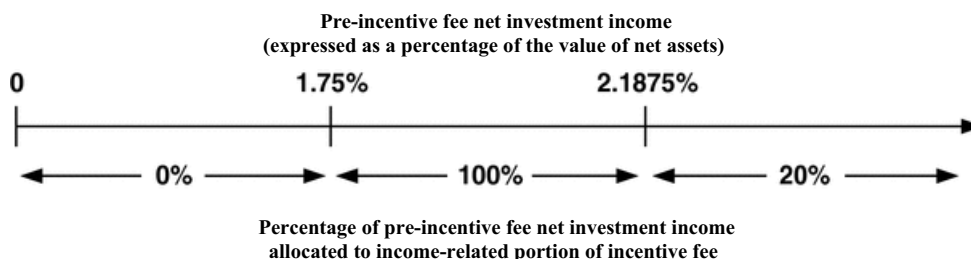 Pre-incentive fee net investment income
(expressed as a percentage of the value of net assets)
0 1.75% 2.1875%
0% 100% 20%
Percentage of pre-incentive fee net investment income
allocated to income-related portion of incentive fee